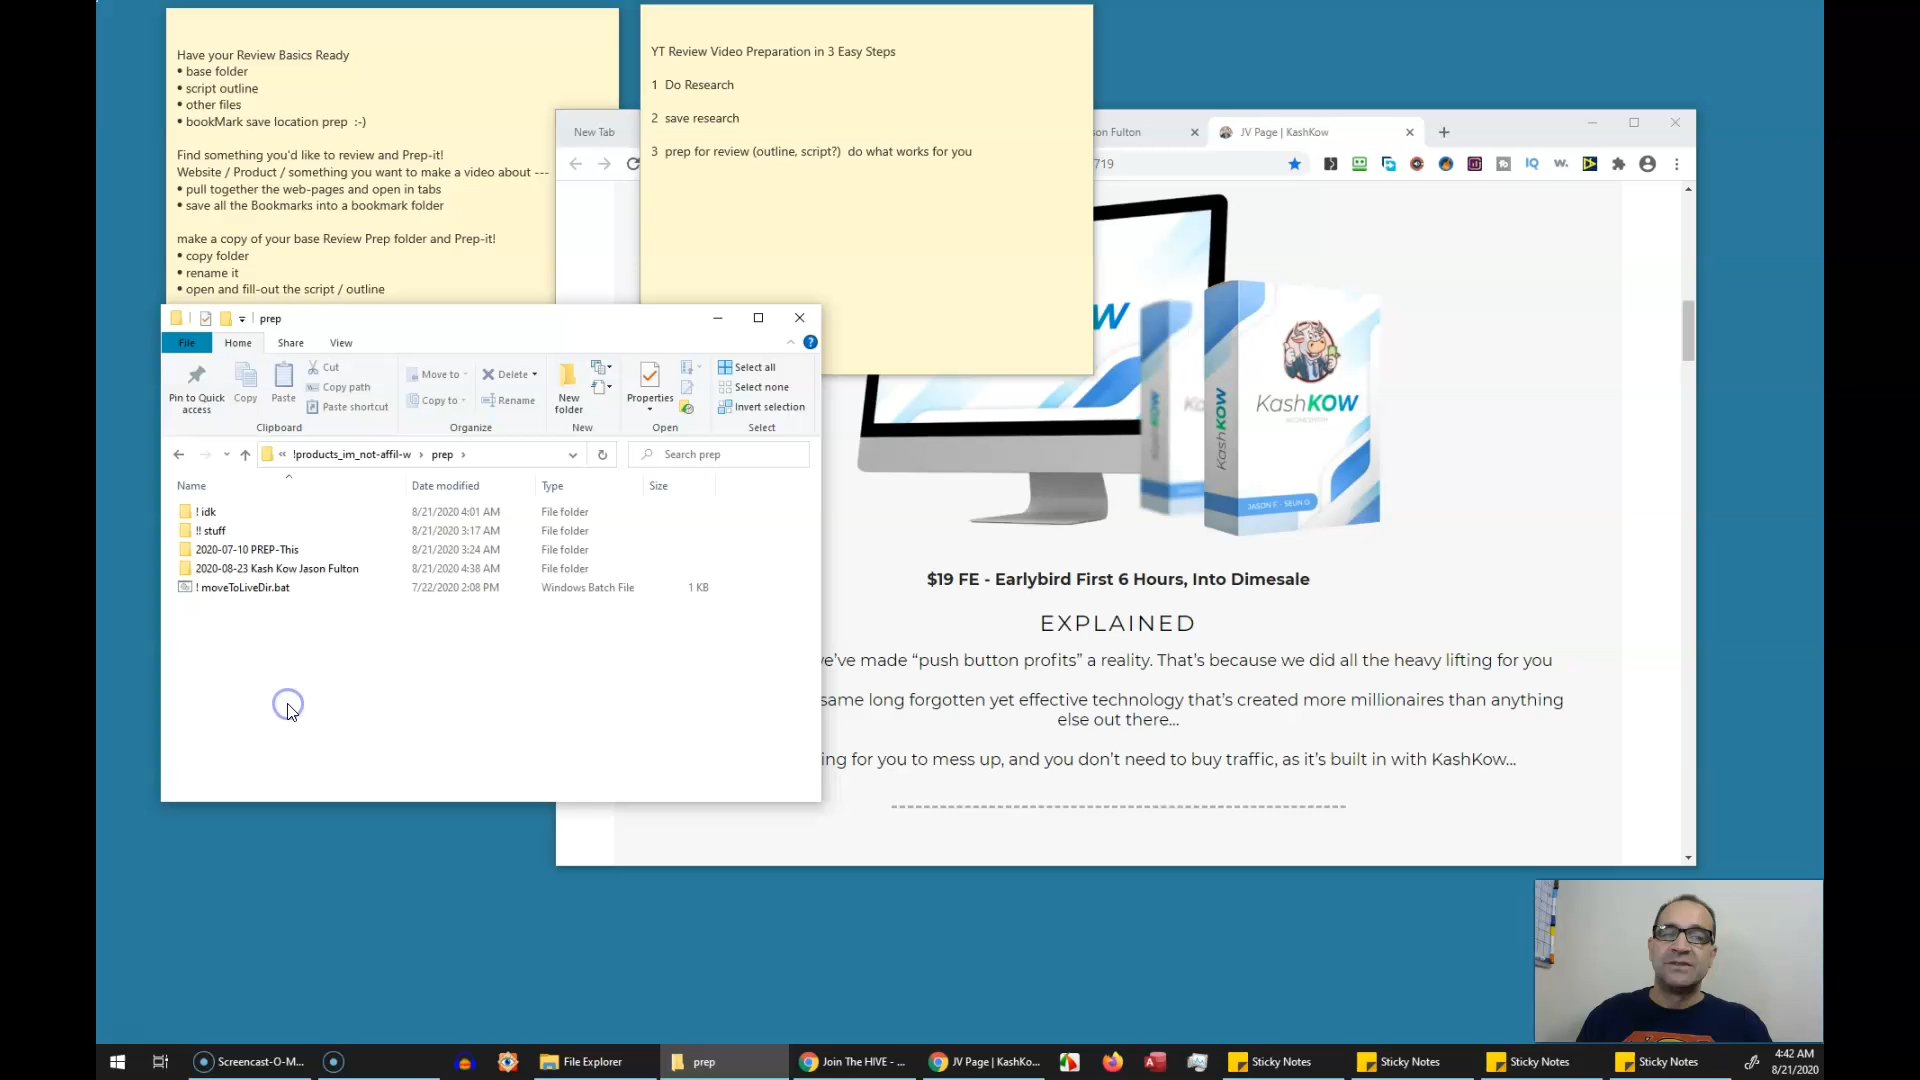 Have your Review Basics Ready
• base folder
• script outline
• other files
• bookMark save location prep  :-)
Find something you'd like to review and Prep-it!
Website / Product / something you want to make a video about ---
• pull together the web-pages and open in tabs
• save all the Bookmarks into a bookmark folder
make a copy of your base Review Prep folder and Prep-it!
• copy folder
• rename it
• open and fill-out the script / outline
YT Review Video Preparation in 3 Easy Steps
1  Do Research
2  save research
3  prep for review (outline, script?)  do what works for you
New Tab
son Fulton
JV Page | KashKow
719
IQ
W.
prep
File Home Share View
Pin to Quick access
Copy
Paste
Cut
Copy path
Paste shortcut
Clipboard
Move to
Copy to
Delete
Rename
Organize
New folder
New
Properties
Open
Select all
Select none
Invert selection
Select
« !products_im_not-affil-w › prep ›
Search prep
Name Date modified Type Size
! idk 8/21/2020 4:01 AM File folder
!! stuff 8/21/2020 3:17 AM File folder
2020-07-10 PREP-This 8/21/2020 3:24 AM File folder
2020-08-23 Kash Kow Jason Fulton 8/21/2020 4:38 AM File folder
! moveToLiveDir.bat 7/22/2020 2:08 PM Windows Batch File 1 KB
W
KOW
KashKOW
KashKOW
JASON F - SEUN O
$19 FE - Earlybird First 6 Hours, Into Dimesale
EXPLAINED
ve've made “push button profits” a reality. That's because we did all the heavy lifting for you
same long forgotten yet effective technology that's created more millionaires than anything
else out there...
ing for you to mess up, and you don't need to buy traffic, as it's built in with KashKow...
Screencast-O-M...
File Explorer
prep
Join The HIVE - ...
JV Page | KashKo...
Sticky Notes
Sticky Notes
Sticky Notes
Sticky Notes
4:42 AM
8/21/2020